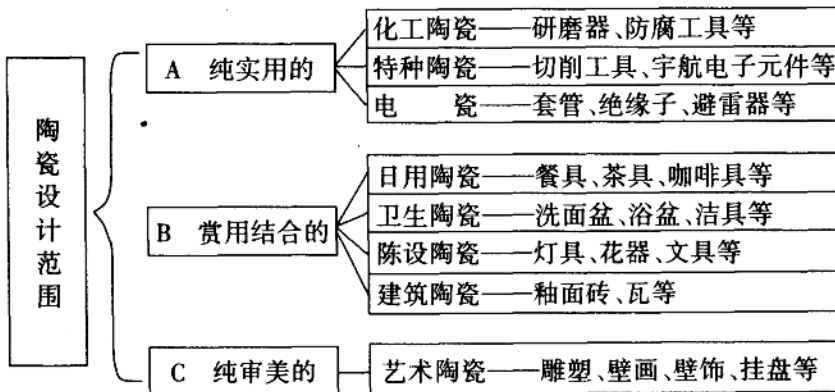 陶瓷设计范围
A 纯实用的
化工陶瓷——研磨器、防腐工具等
特种陶瓷——切削工具、宇航电子元件等
电 瓷——套管、绝缘子、避雷器等
B 赏用结合的
日用陶瓷——餐具、茶具、咖啡具等
卫生陶瓷——洗面盆、浴盆、洁具等
陈设陶瓷——灯具、花器、文具等
建筑陶瓷——釉面砖、瓦等
C 纯审美的
艺术陶瓷——雕塑、壁画、壁饰、挂盘等